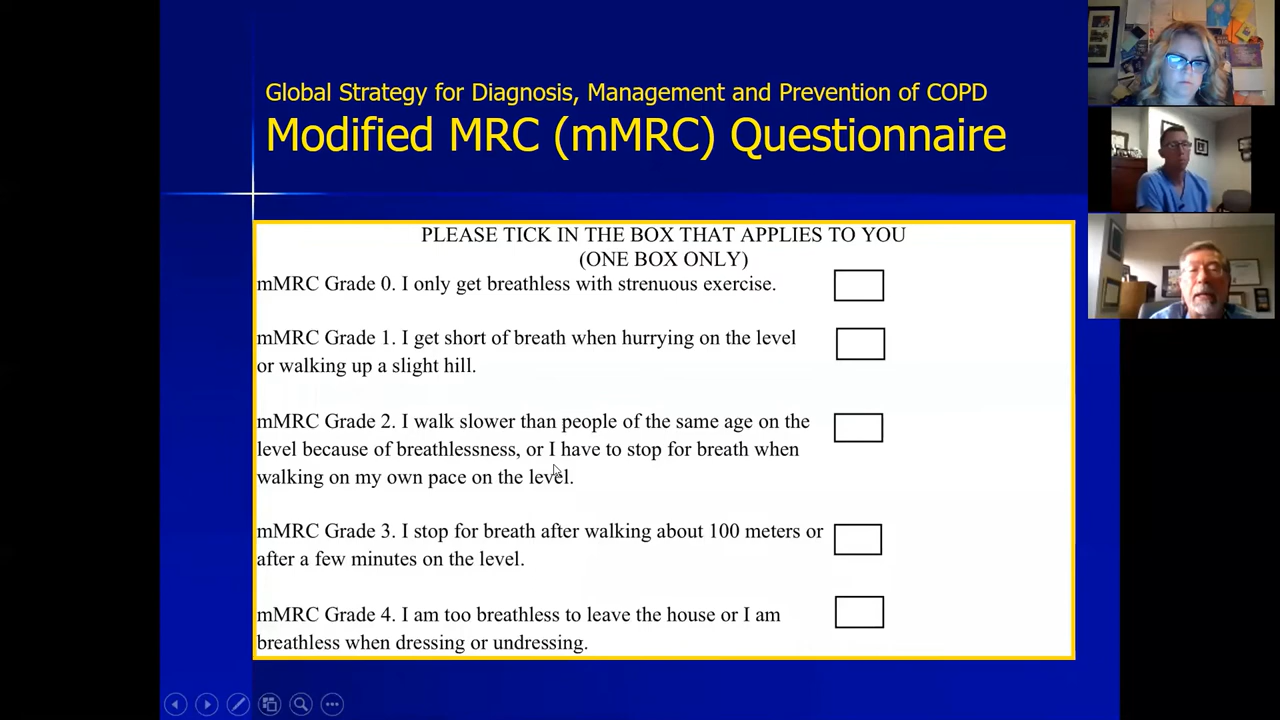 Global Strategy for Diagnosis, Management and Prevention of COPD
Modified MRC (mMRC) Questionnaire
PLEASE TICK IN THE BOX THAT APPLIES TO YOU
(ONE BOX ONLY)
mMRC Grade 0. I only get breathless with strenuous exercise.
mMRC Grade 1. I get short of breath when hurrying on the level
or walking up a slight hill.
mMRC Grade 2. I walk slower than people of the same age on the
level because of breathlessness, or I have to stop for breath when
walking on my own pace on the level.
mMRC Grade 3. I stop for breath after walking about 100 meters or
after a few minutes on the level.
mMRC Grade 4. I am too breathless to leave the house or I am
breathless when dressing or undressing.